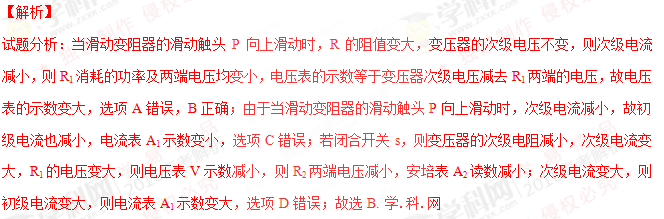 【解析】
试题分析：当滑动变阻器的滑动触头 P 向上滑动时，R 的阻值变大，变压器的次级电压不变，则次级电流
减小，则 R₁ 消耗的功率及两端电压均变小，电压表的示数等于变压器次级电压减去 R₁ 两端的电压，故电压
表的示数变大，选项 A 错误，B 正确；由于当滑动变阻器的滑动触头 P 向上滑动时，次级电流减小，故初
级电流也减小，电流表 A₁ 示数变小，选项 C 错误；若闭合开关 s，则变压器的次级电阻减小，次级电流变
大，R₁ 的电压变大，则电压表 V 示数减小，则 R₂ 两端电压减小，安培表 A₂ 读数减小；次级电流变大，则
初级电流变大，则电流表 A₁ 示数变大，选项 D 错误；故选 B. 学.科.网